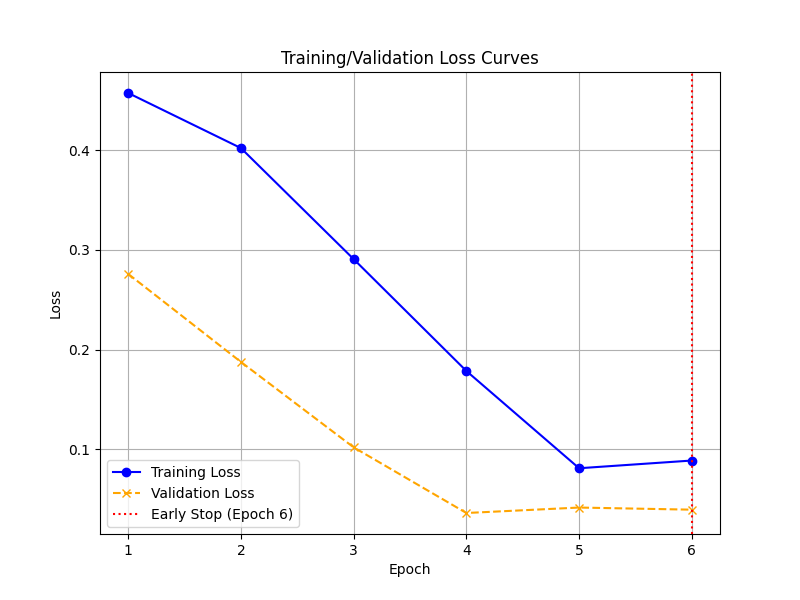 Training/Validation Loss Curves
Loss
0.4
0.3
0.2
0.1
Training Loss
Validation Loss
Early Stop (Epoch 6)
1 2 3 4 5 6
Epoch